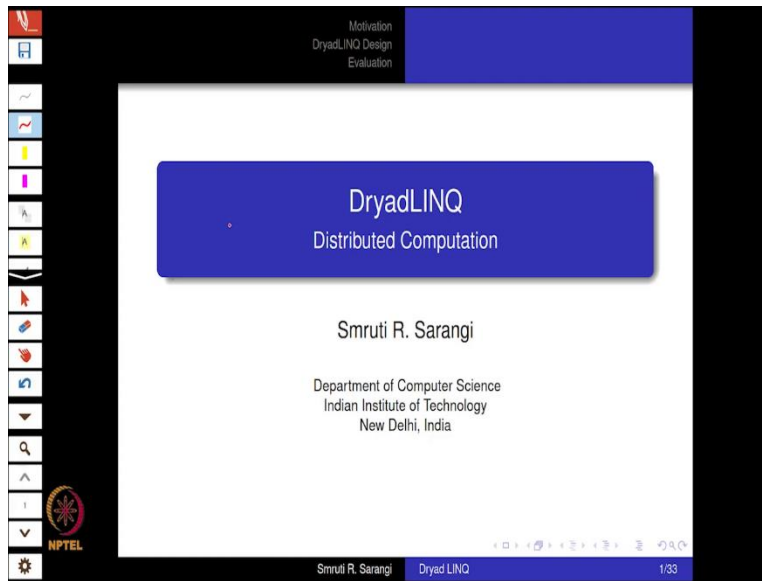 Motivation
DryadLINQ Design
Evaluation
DryadLINQ
Distributed Computation
Smruti R. Sarangi
Department of Computer Science
Indian Institute of Technology
New Delhi, India
NPTEL
Smruti R. Sarangi
Dryad LINQ
1/33